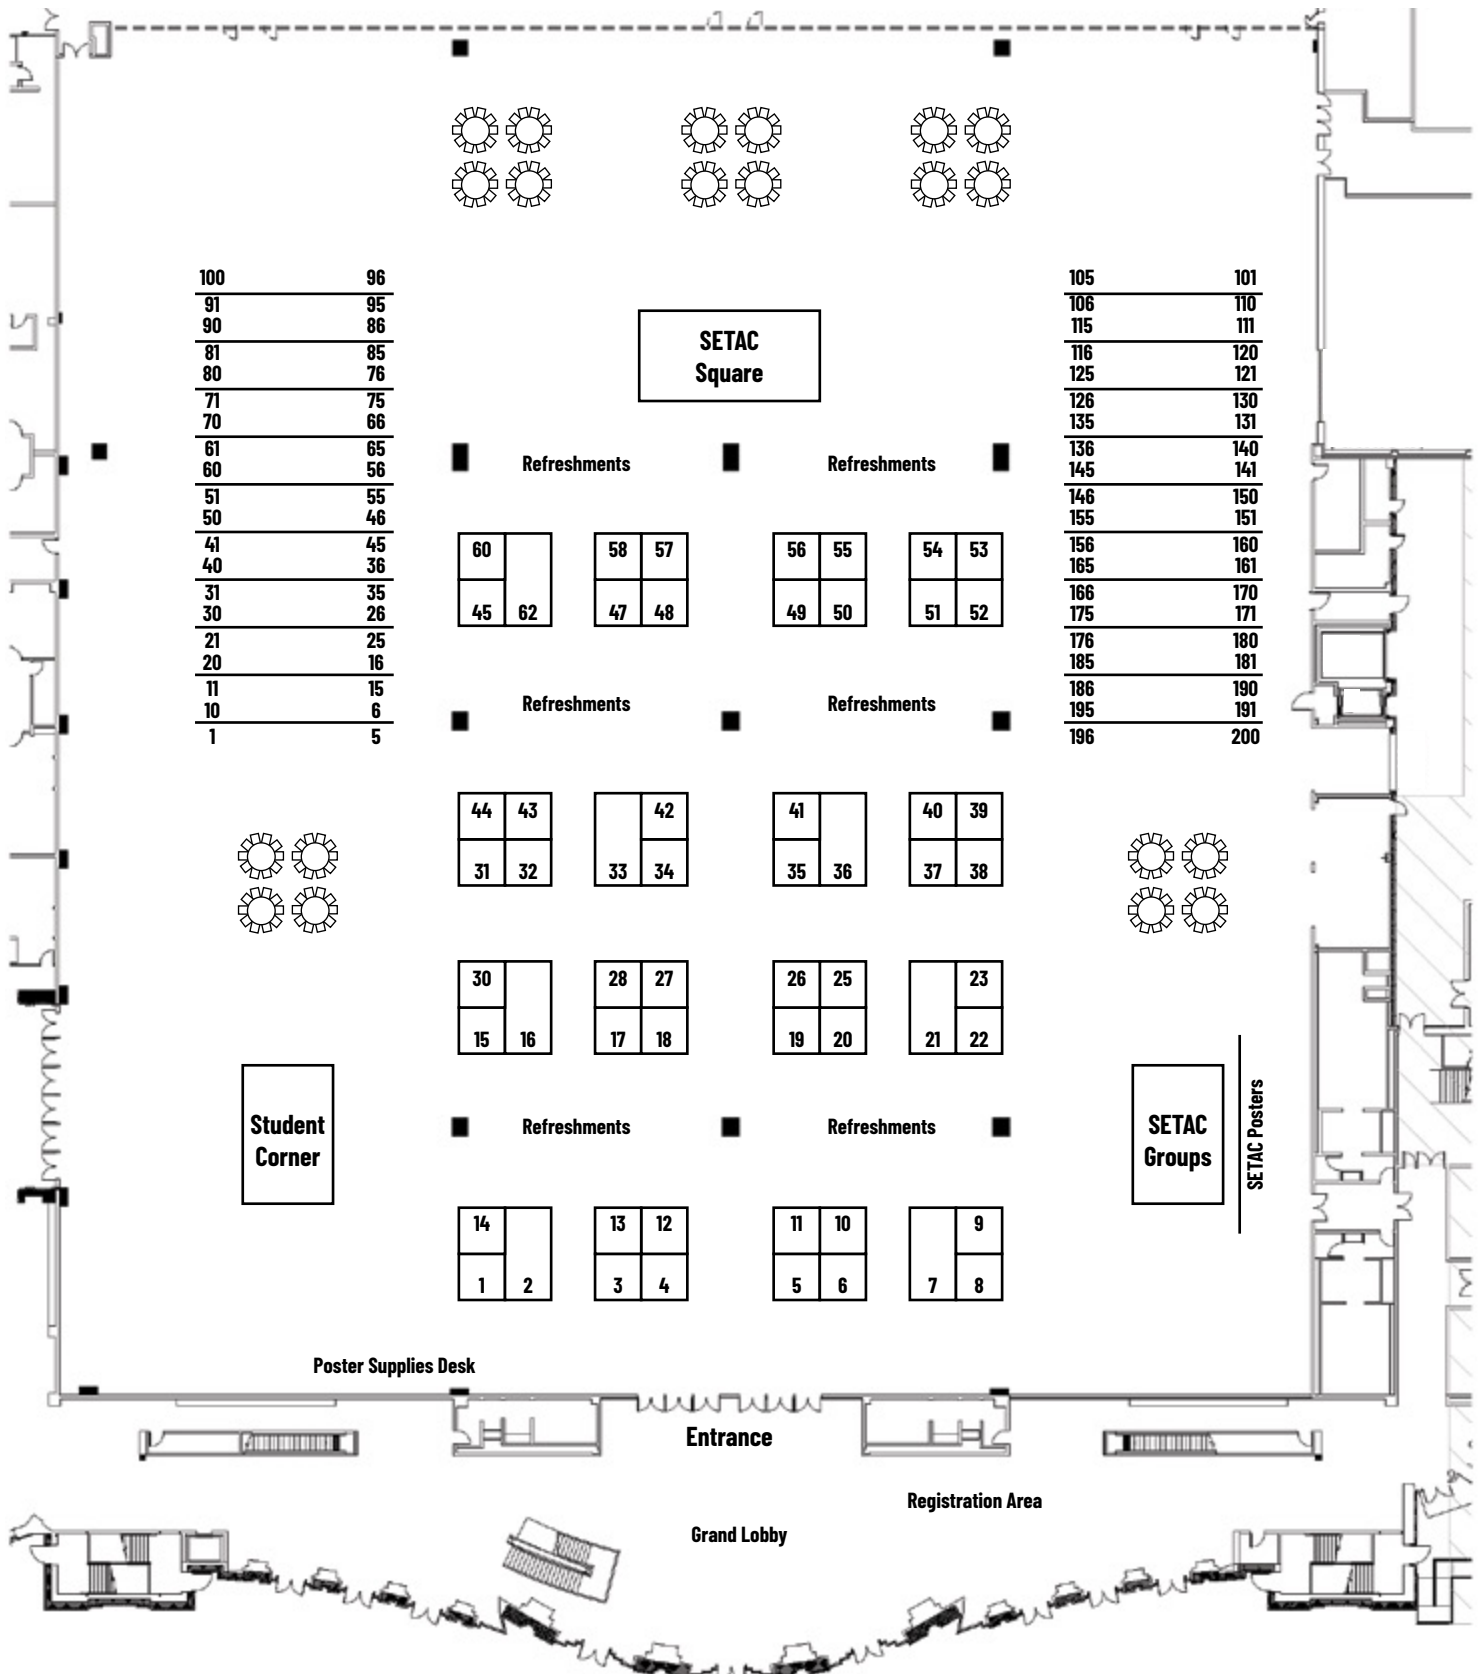 100 96
91 95
90 86
81 85
80 76
71 75
70 66
61 65
60 56
51 55
50 46
41 45
40 36
31 35
30 26
21 25
20 16
11 15
10 6
1 5
SETAC
Square
105 101
106 110
115 111
116 120
125 121
126 130
135 131
136 140
145 141
146 150
155 151
156 160
165 161
166 170
175 171
176 180
185 181
186 190
195 191
196 200
Refreshments Refreshments
60 58 57 56 55 54 53
45 62 47 48 49 50 51 52
Refreshments Refreshments
44 43 42 41 40 39
31 32 33 34 35 36 37 38
30 28 27 26 25 23
15 16 17 18 19 20 21 22
Student
Corner
Refreshments Refreshments
SETAC
Groups
SETAC Posters
14 13 12 11 10 9
1 2 3 4 5 6 7 8
Poster Supplies Desk
Entrance
Registration Area
Grand Lobby